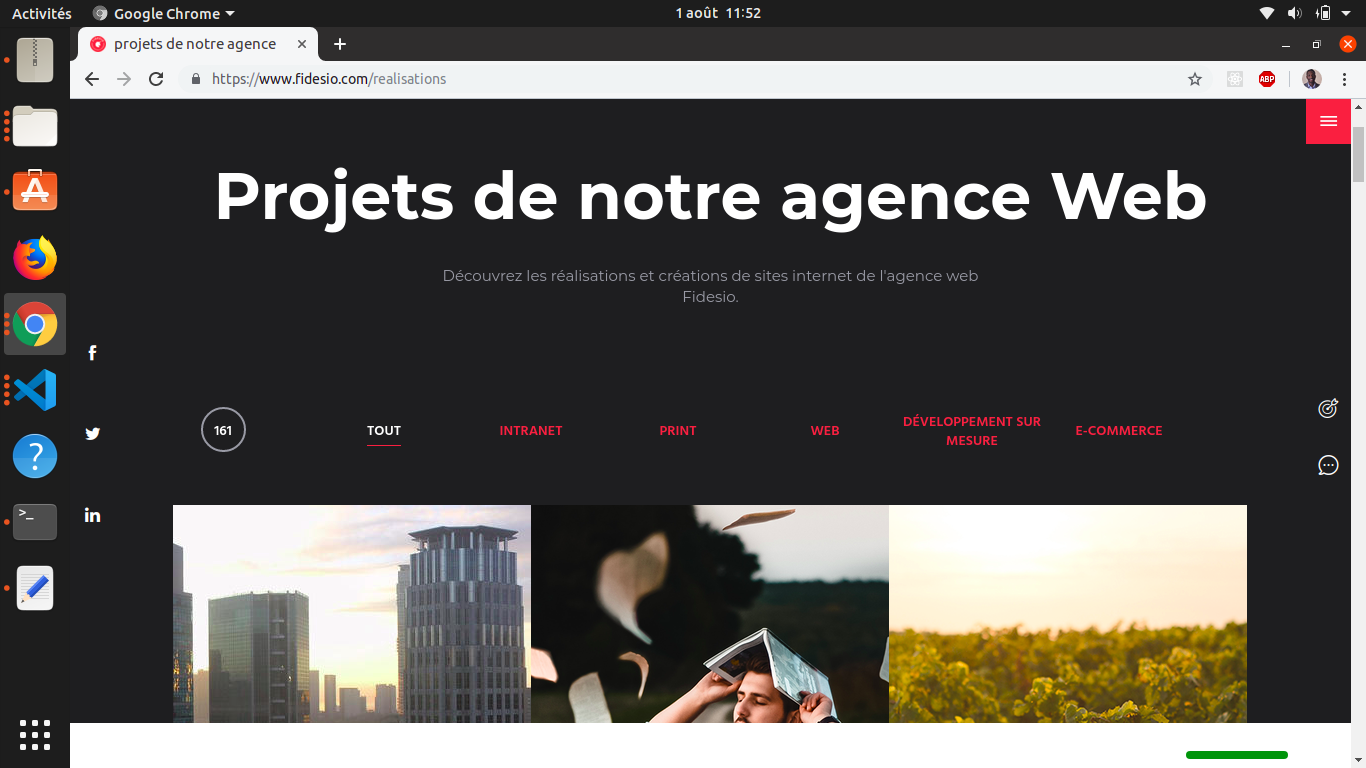 Activités
Google Chrome
1 août 11:52
projets de notre agence
https://www.fidesio.com/realisations
ABP
Projets de notre agence Web
Découvrez les réalisations et créations de sites internet de l'agence web
Fidesio.
161
TOUT
INTRANET
PRINT
WEB
DÉVELOPPEMENT SUR
MESURE
E-COMMERCE